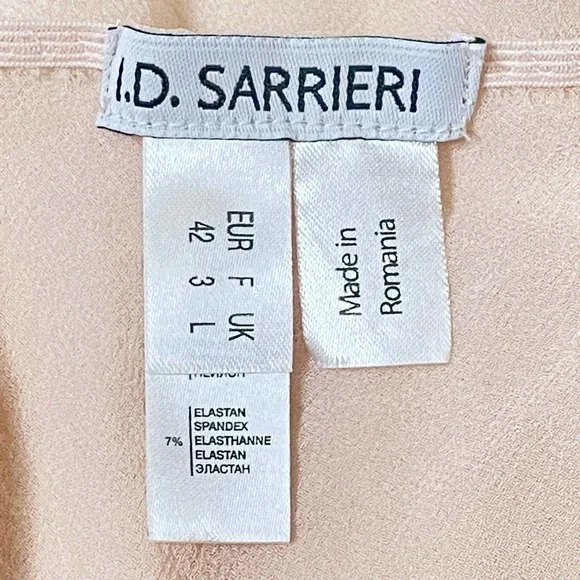 I.D. SARRIERI
EUR F UK
42 3 L
Made in
Romania
7%
ELASTAN
SPANDEX
ELASTHANNE
ELASTAN
ЭЛАСТАН